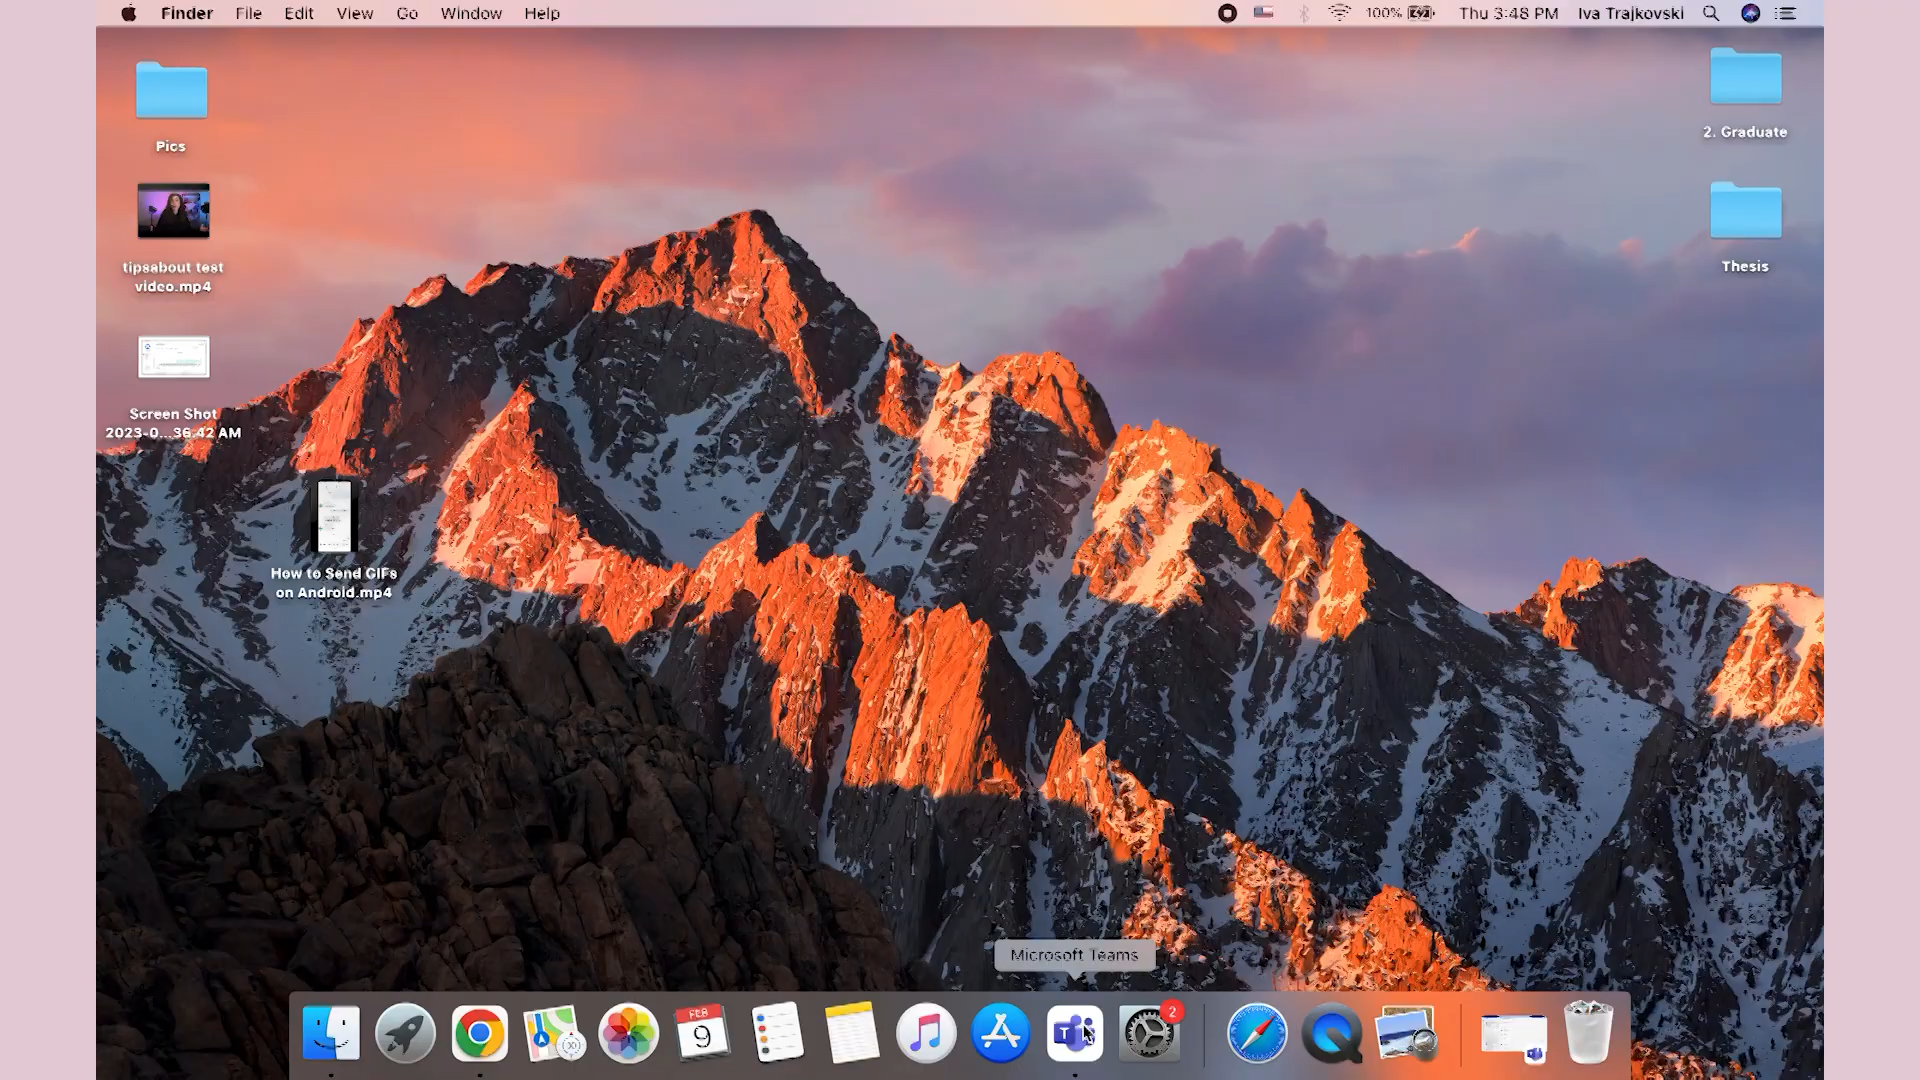 Finder File Edit View Go Window Help 100% Thu 3:48 PM Iva Trajkovski
Pics
2. Graduate
tipsabout test
video.mp4
Thesis
Screen Shot
2023-0...36.42 AM
How to Send GIFs
on Android.mp4
Microsoft Teams
FEB
9
2